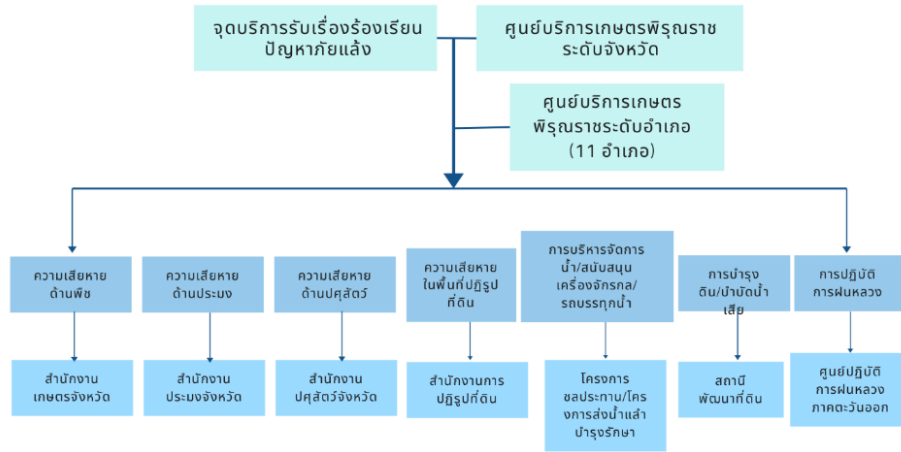 จุดบริการรับเรื่องร้องเรียน
ปัญหาภัยแล้ง
ศูนย์บริการเกษตรพิรุณราช
ระดับจังหวัด
ศูนย์บริการเกษตร
พิรุณราชระดับอำเภอ
(11 อำเภอ)
ความเสียหาย
ด้านพืช
ความเสียหาย
ด้านประมง
ความเสียหาย
ด้านปศุสัตว์
ความเสียหาย
ในพื้นที่ปฏิรูป
ที่ดิน
การบริหารจัดการ
น้ำ/สนับสนุน
เครื่องจักรกล/
รถบรรทุกน้ำ
การบำรุง
ดิน/บำบัดน้ำ
เสีย
การปฏิบัติ
การฝนหลวง
สำนักงาน
เกษตรจังหวัด
สำนักงาน
ประมงจังหวัด
สำนักงาน
ปศุสัตว์จังหวัด
สำนักงานการ
ปฏิรูปที่ดิน
โครงการ
ชลประทาน/โคร
งการส่งน้ำแลำ
บำรุงรักษา
สถานี
พัฒนาที่ดิน
ศูนย์ปฏิบัติ
การฝนหลวง
ภาคตะวันออก